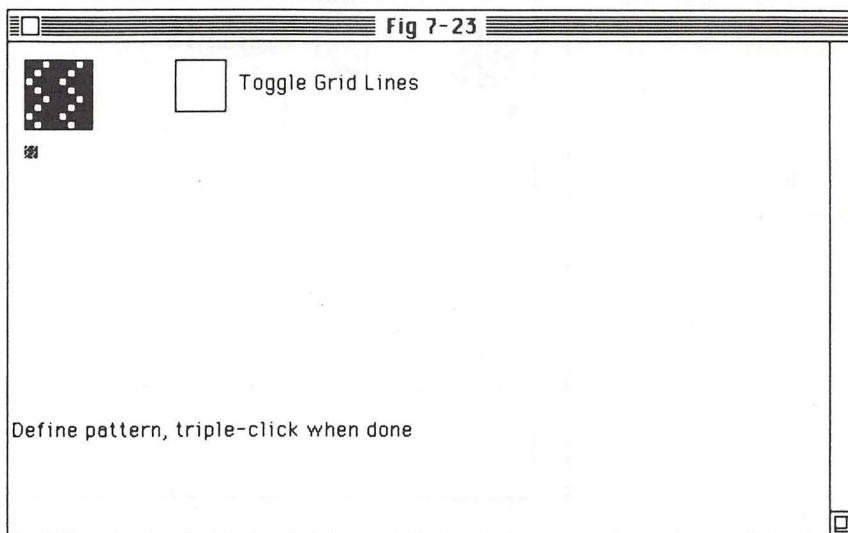 Fig 7-23
Toggle Grid Lines
Define pattern, triple-click when done